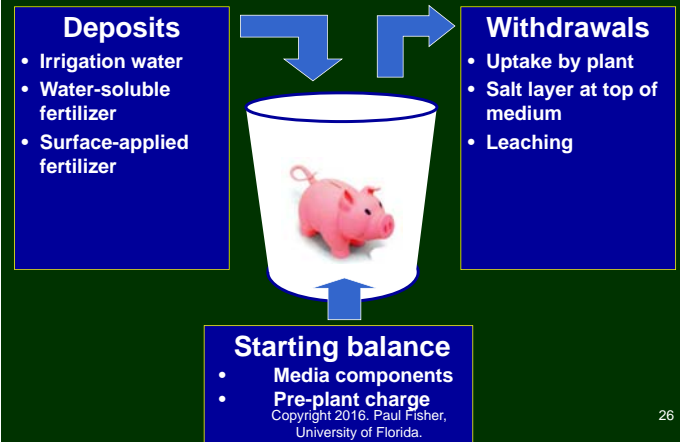 Deposits
• Irrigation water
• Water-soluble
fertilizer
• Surface-applied
fertilizer
Withdrawals
• Uptake by plant
• Salt layer at top of
medium
• Leaching
Starting balance
• Media components
• Pre-plant charge
Copyright 2016. Paul Fisher,
University of Florida.
26